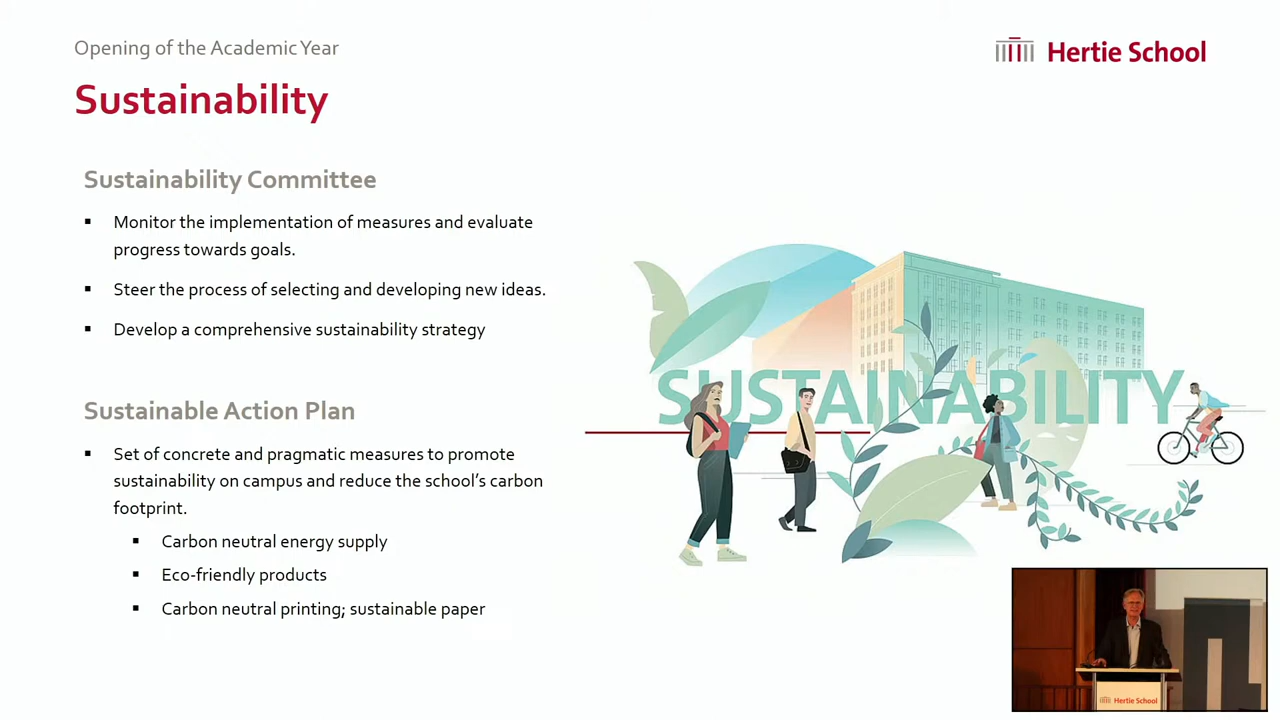 Opening of the Academic Year
Hertie School
Sustainability
Sustainability Committee
▪ Monitor the implementation of measures and evaluate
progress towards goals.
▪ Steer the process of selecting and developing new ideas.
▪ Develop a comprehensive sustainability strategy
SUSTAINABILITY
Sustainable Action Plan
▪ Set of concrete and pragmatic measures to promote
sustainability on campus and reduce the school's carbon
footprint.
▪ Carbon neutral energy supply
▪ Eco-friendly products
▪ Carbon neutral printing; sustainable paper
Hertie School